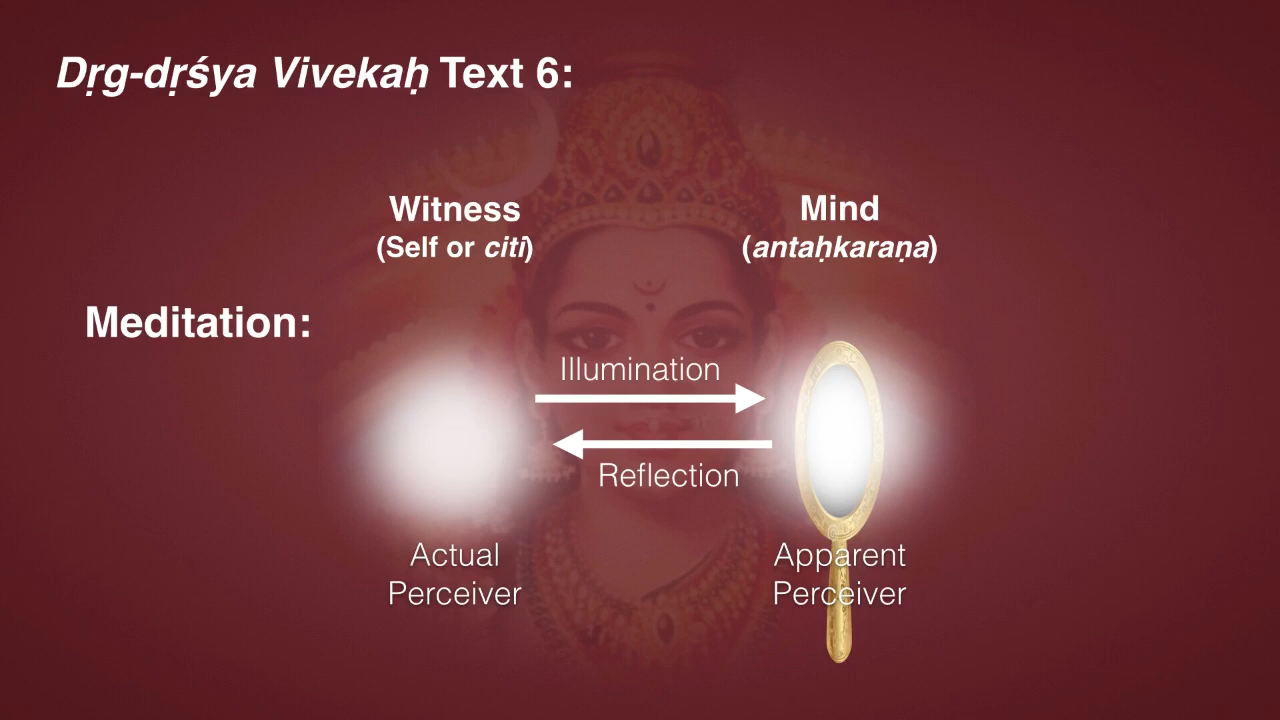 Dṛg-dṛśya Vivekaḥ Text 6:
Witness
(Self or citi)
Mind
(antaḥkaraṇa)
Meditation:
Illumination
Reflection
Actual
Perceiver
Apparent
Perceiver